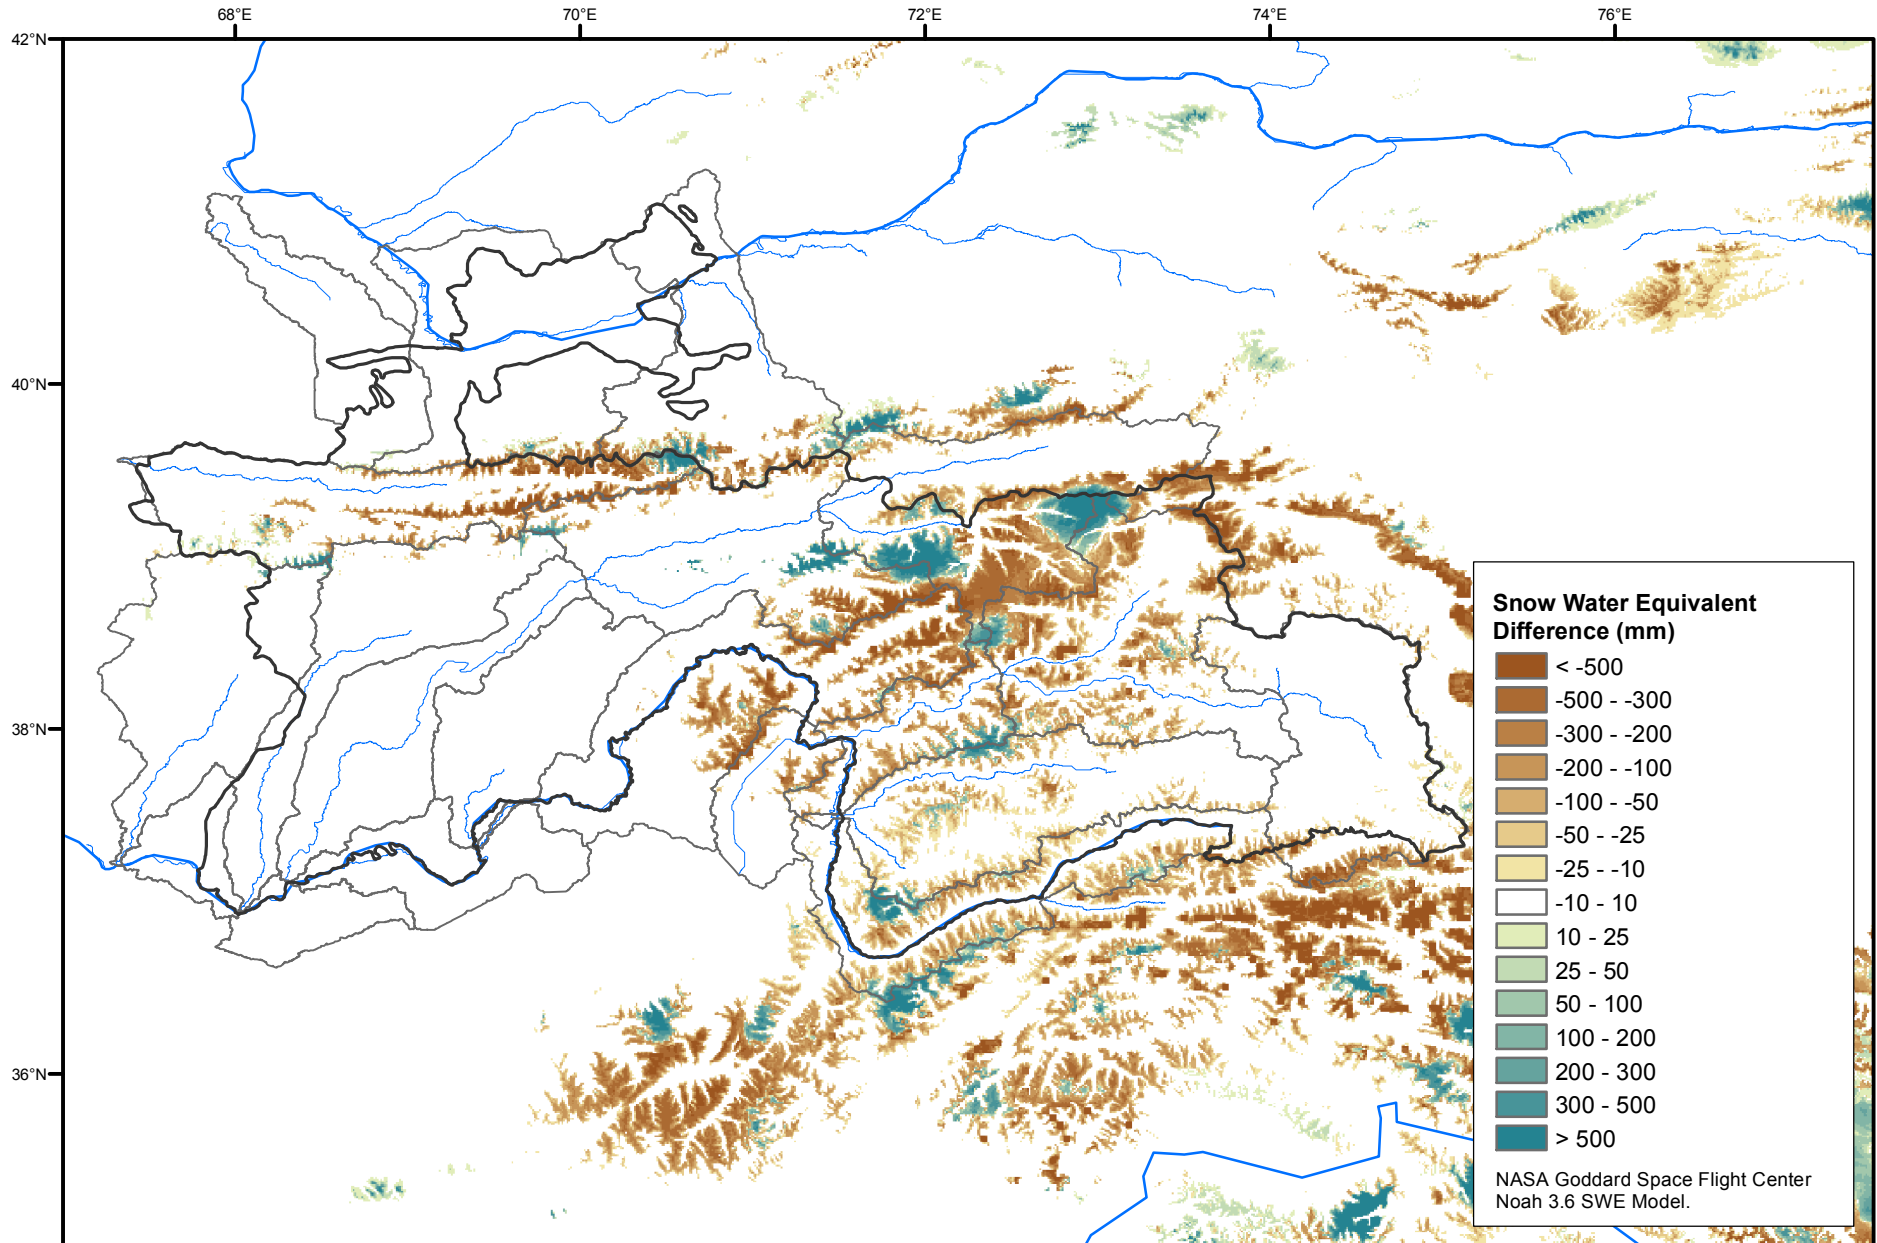 68°E
70°E
72°E
74°E
76°E
42°N
40°N
38°N
36°N
Snow Water Equivalent
Difference (mm)
< -500
-500 - -300
-300 - -200
-200 - -100
-100 - -50
-50 - -25
-25 - -10
-10 - 10
10 - 25
25 - 50
50 - 100
100 - 200
200 - 300
300 - 500
> 500
NASA Goddard Space Flight Center
Noah 3.6 SWE Model.